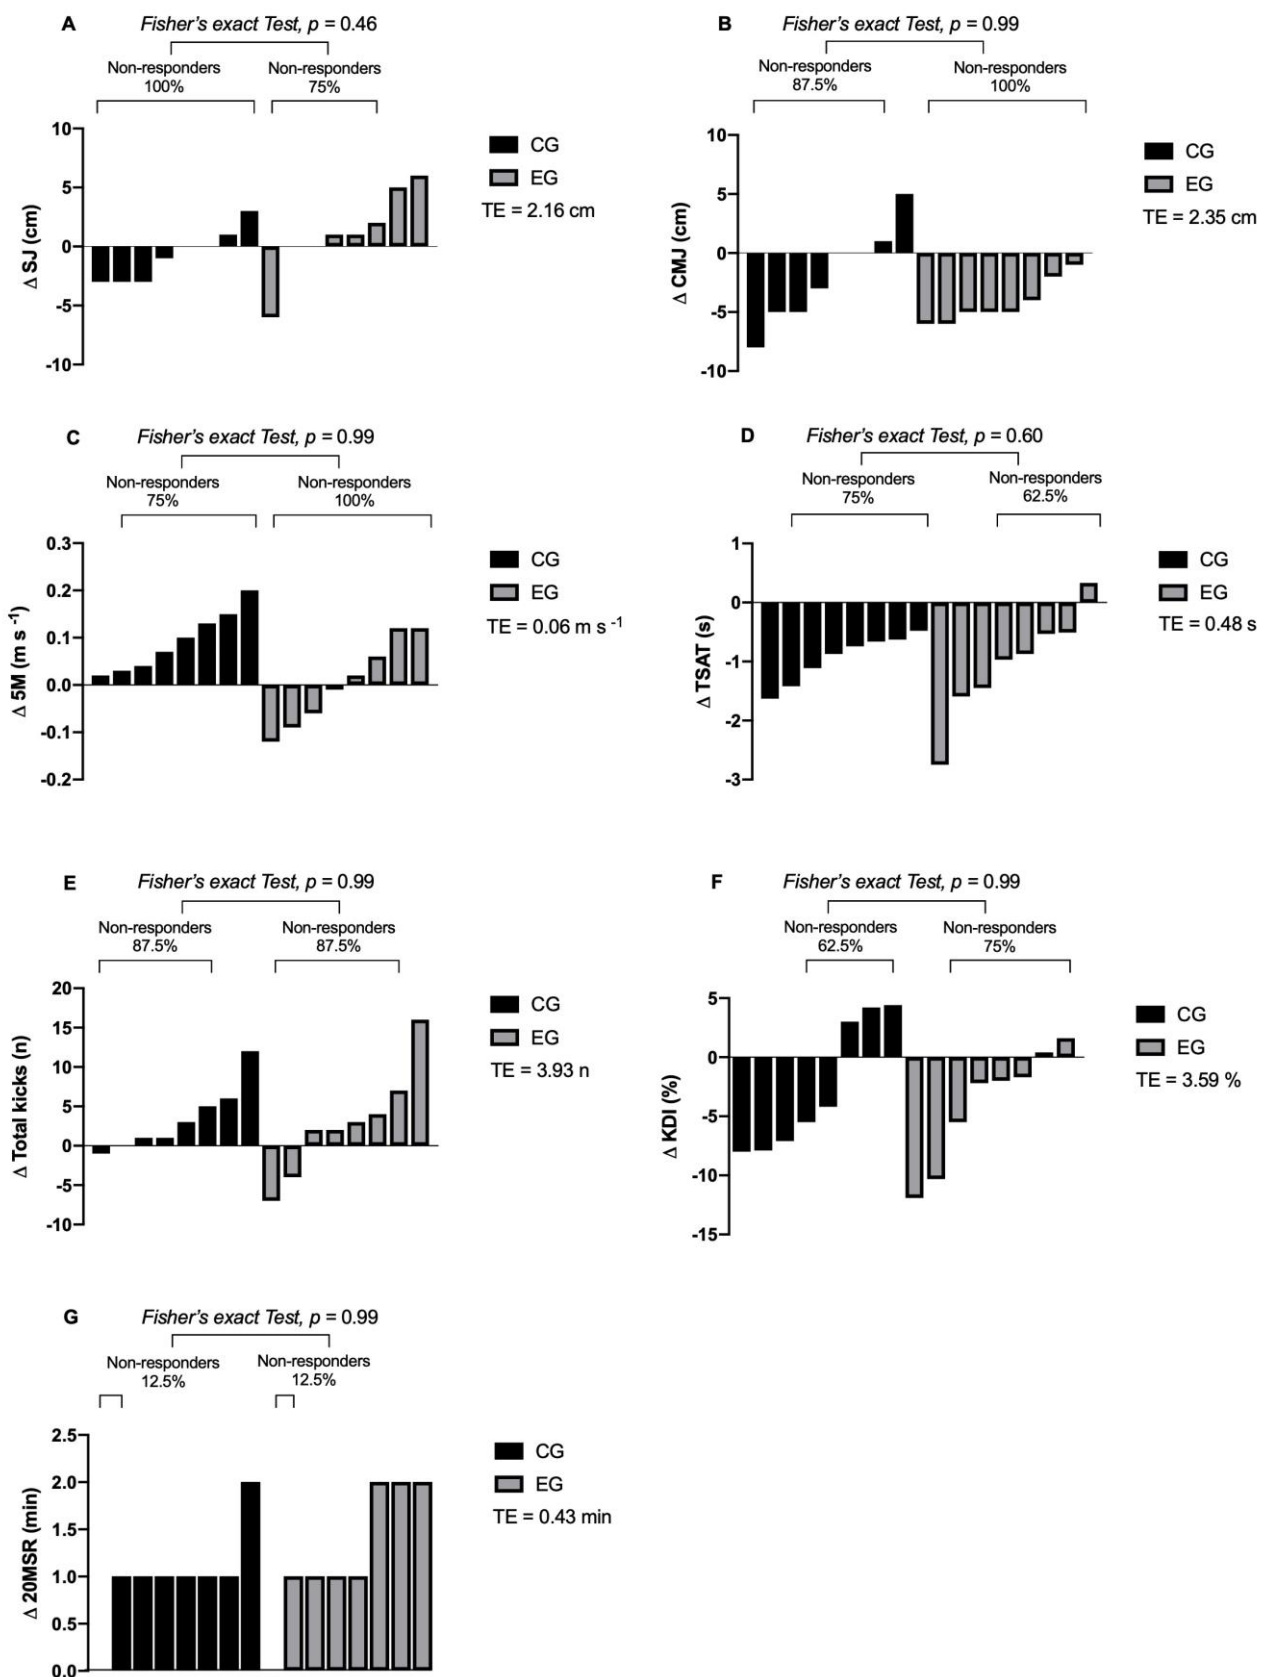 A
Fisher's exact Test, p = 0.46
Non-responders
100%
Non-responders
75%
10
5
0
-5
-10
Δ SJ (cm)
CG
EG
TE = 2.16 cm
B
Fisher's exact Test, p = 0.99
Non-responders
87.5%
Non-responders
100%
10
5
0
-5
-10
Δ CMJ (cm)
CG
EG
TE = 2.35 cm
C
Fisher's exact Test, p = 0.99
Non-responders
75%
Non-responders
100%
0.3
0.2
0.1
0.0
-0.1
-0.2
Δ 5M (m s -1)
CG
EG
TE = 0.06 m s -1
D
Fisher's exact Test, p = 0.60
Non-responders
75%
Non-responders
62.5%
1
0
-1
-2
-3
Δ TSAT (s)
CG
EG
TE = 0.48 s
E
Fisher's exact Test, p = 0.99
Non-responders
87.5%
Non-responders
87.5%
20
15
10
5
0
-5
-10
Δ Total kicks (n)
CG
EG
TE = 3.93 n
F
Fisher's exact Test, p = 0.99
Non-responders
62.5%
Non-responders
75%
5
0
-5
-10
-15
Δ KDI (%)
CG
EG
TE = 3.59 %
G
Fisher's exact Test, p = 0.99
Non-responders
12.5%
Non-responders
12.5%
2.5
2.0
1.5
1.0
0.5
0.0
Δ 20MSR (min)
CG
EG
TE = 0.43 min